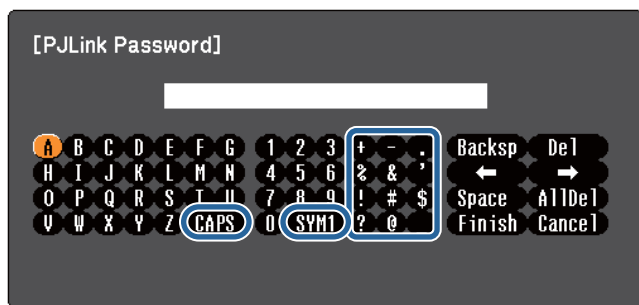 [PJLink Password]
A B C D E F G 1 2 3 + - . Backsp Del
H I J K L M N 4 5 6 % & ' ← →
O P Q R S T U 7 8 9 ! # $ Space AllDel
V W X Y Z CAPS 0 SYM1 ? @ Finish Cancel